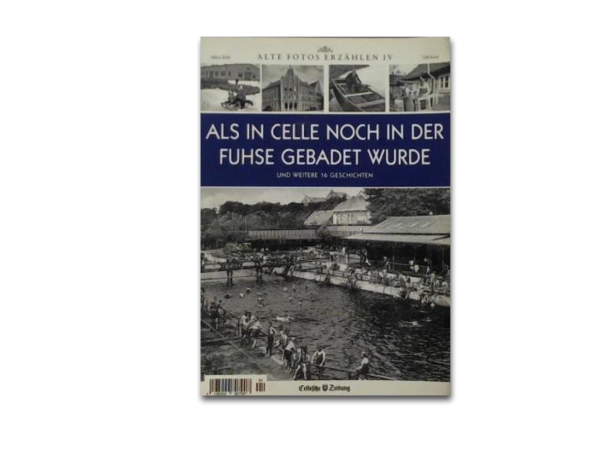 ALTE FOTOS ERZÄHLEN IV
ALS IN CELLE NOCH IN DER
FUHSE GEBADET WURDE
UND WEITERE 16 GESCHICHTEN
Cellesche Zeitung